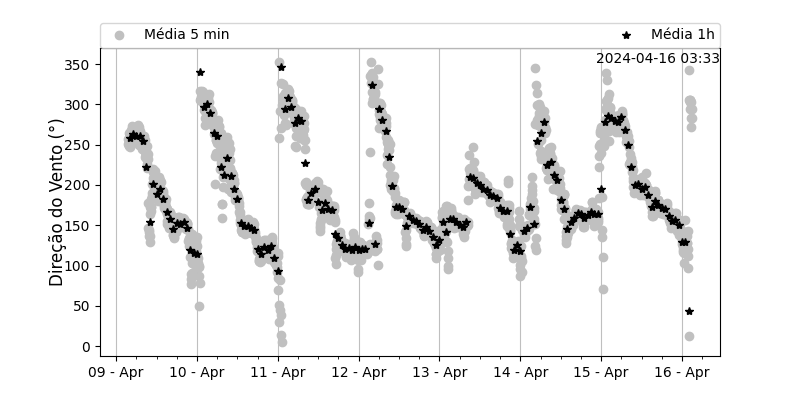 Média 5 min
Média 1h
2024-04-16 03:33
Direção do Vento (°)
350
300
250
200
150
100
50
0
09 - Apr
10 - Apr
11 - Apr
12 - Apr
13 - Apr
14 - Apr
15 - Apr
16 - Apr